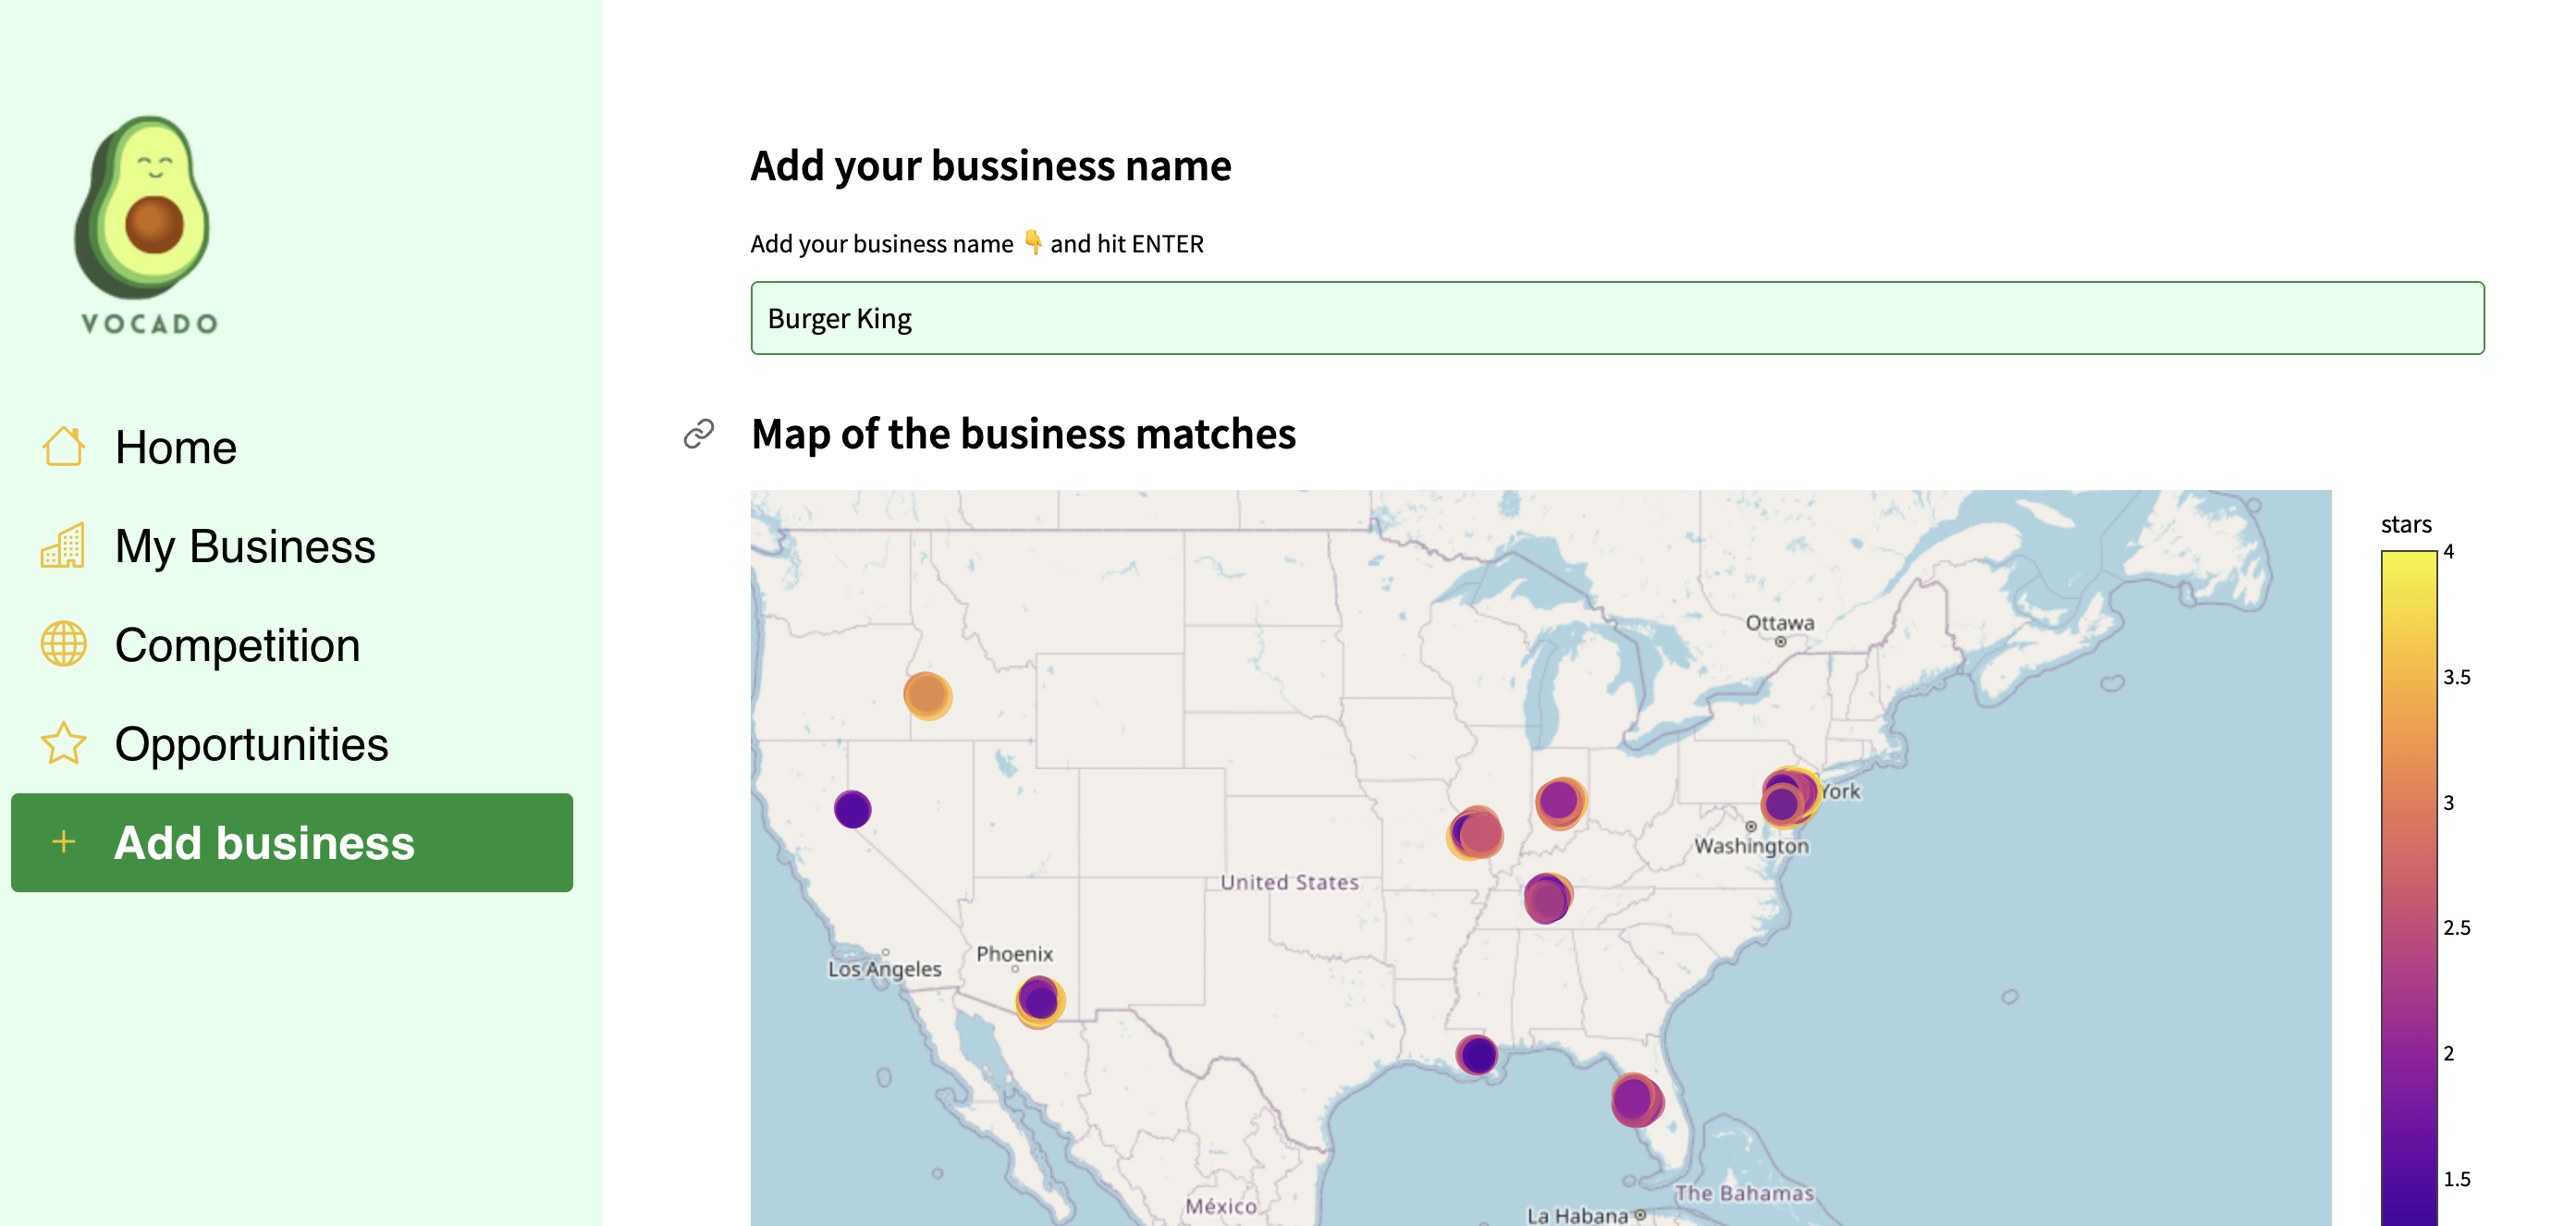 VOCADO
Home
My Business
Competition
Opportunities
+ Add business
Add your bussiness name
Add your business name 👇 and hit ENTER
Burger King
Map of the business matches
stars
4
3.5
3
2.5
2
1.5
Ottawa
York
Washington
United States
Phoenix
Los Angeles
México
The Bahamas
La Habana